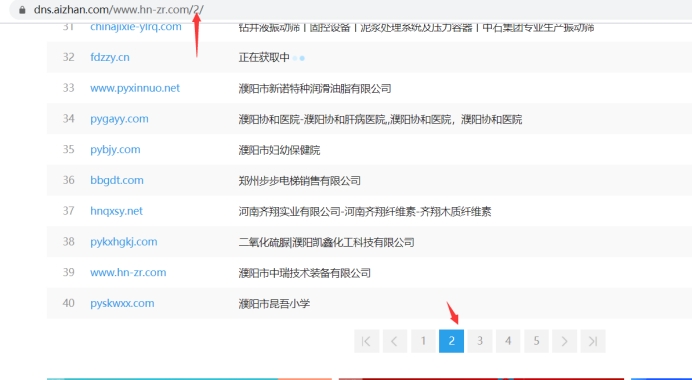 dns.aizhan.com/www.hn-zr.com/2/
31 chinajixie-ylrq.com 钻井液振动筛｜固控设备｜泥浆处理系统及压力容器｜中石集团专业生产振动筛
32 fdzzy.cn 正在获取中
33 www.pyxinnuo.net 濮阳市新诺特种润滑油脂有限公司
34 pygayy.com 濮阳协和医院-濮阳协和肝病医院,,濮阳协和医院，濮阳协和医院
35 pybjy.com 濮阳市妇幼保健院
36 bbgdt.com 郑州步步电梯销售有限公司
37 hnqxsy.net 河南齐翔实业有限公司-河南齐翔纤维素-齐翔木质纤维素
38 pykxhgkj.com 二氧化硫脲|濮阳凯鑫化工科技有限公司
39 www.hn-zr.com 濮阳市中瑞技术装备有限公司
40 pyskwxx.com 濮阳市昆吾小学
1 2 3 4 5